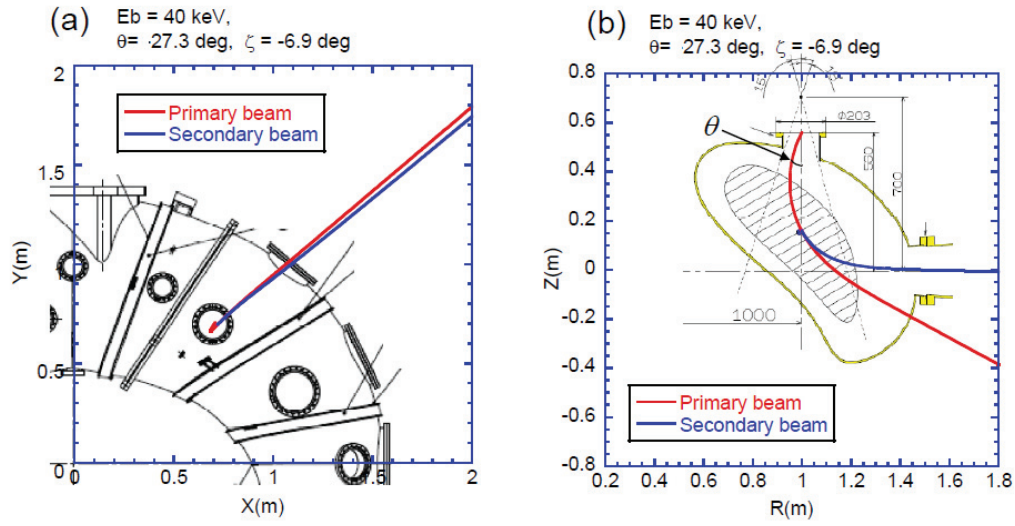 (a)
Eb = 40 keV,
θ= -27.3 deg, ζ = -6.9 deg
2
1.5
1
0.5
0
Y(m)
Primary beam
Secondary beam
0
0.5
1
1.5
2
X(m)
(b)
Eb = 40 keV,
θ= -27.3 deg, ζ = -6.9 deg
0.8
0.6
0.4
0.2
0
-0.2
-0.4
-0.6
-0.8
Z(m)
θ
15
Φ203
560
700
1000
Primary beam
Secondary beam
0.2 0.4 0.6 0.8 1.0 1.2 1.4 1.6 1.8
R(m)